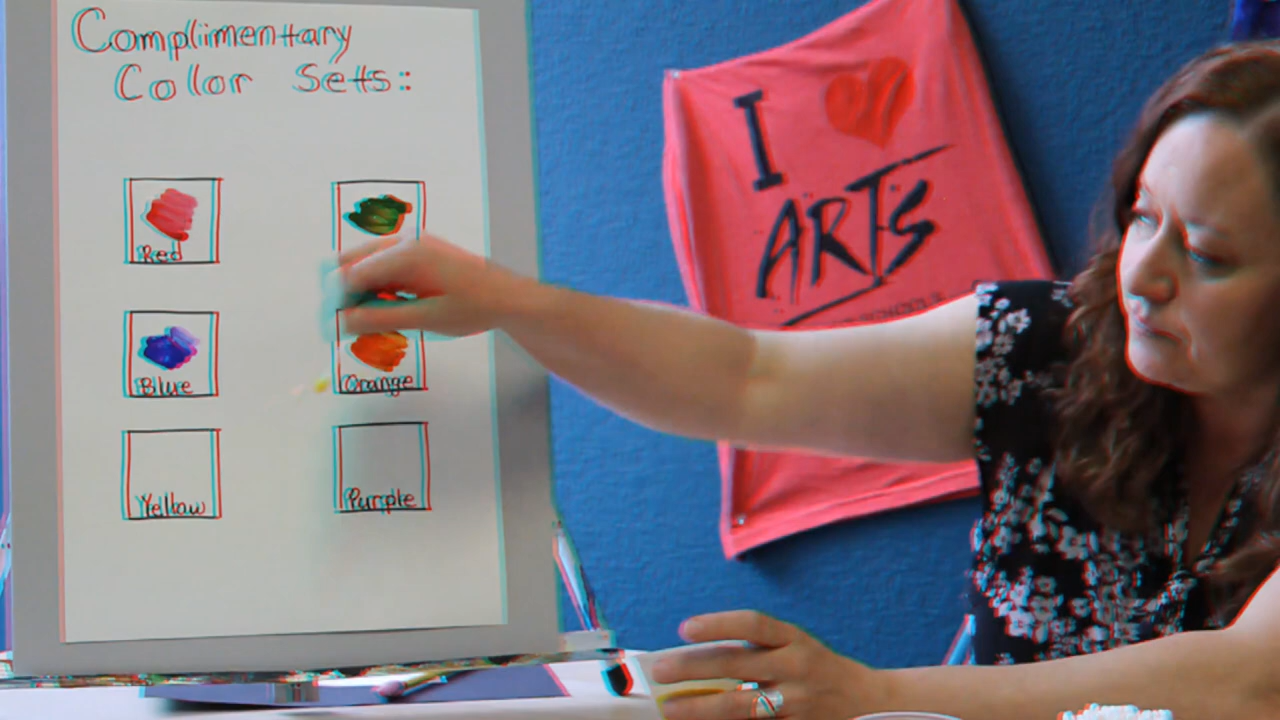 Complimentary
Color Sets:
Red
Blue
Orange
Yellow
Purple
I
ARTS